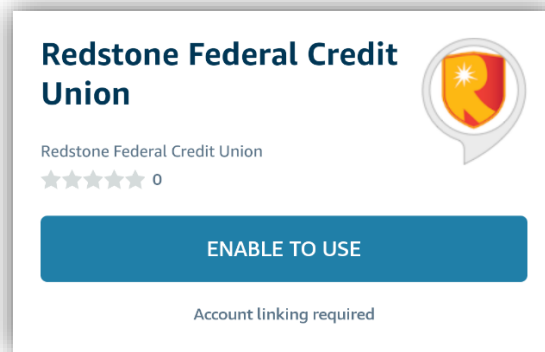 Redstone Federal Credit
Union
Redstone Federal Credit Union
0
ENABLE TO USE
Account linking required